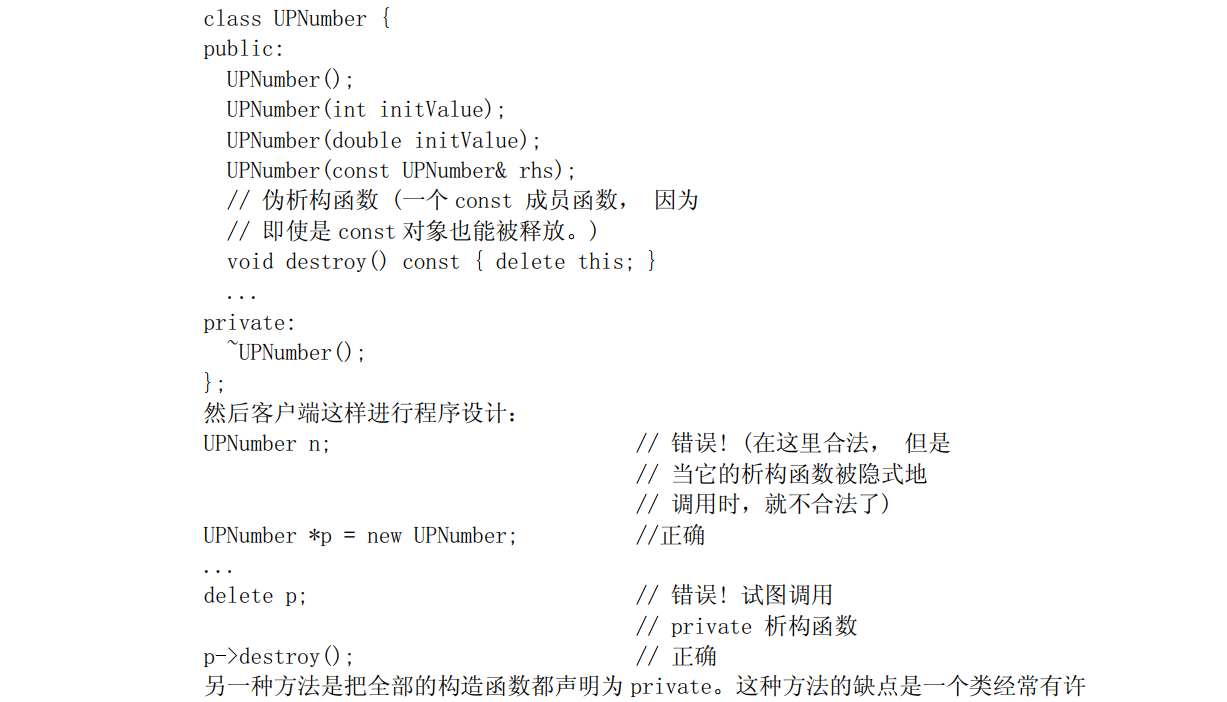 class UPNumber {
public:
  UPNumber();
  UPNumber(int initValue);
  UPNumber(double initValue);
  UPNumber(const UPNumber& rhs);
  // 伪析构函数 (一个 const 成员函数， 因为
  // 即使是 const 对象也能被释放。)
  void destroy() const { delete this; }
  ...
private:
  ~UPNumber();
};
然后客户端这样进行程序设计：
UPNumber n; // 错误! (在这里合法， 但是
// 当它的析构函数被隐式地
// 调用时，就不合法了)
UPNumber *p = new UPNumber; //正确
...
delete p; // 错误! 试图调用
// private 析构函数
p->destroy(); // 正确
另一种方法是把全部的构造函数都声明为 private。这种方法的缺点是一个类经常有许